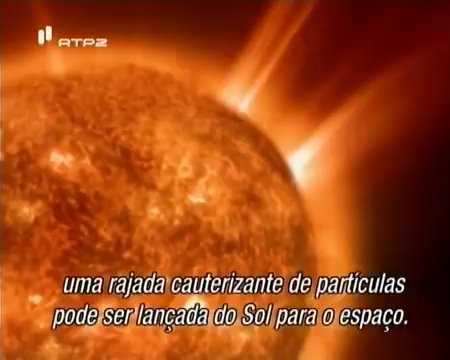 RTP2
uma rajada cauterizante de partículas
pode ser lançada do Sol para o espaço.